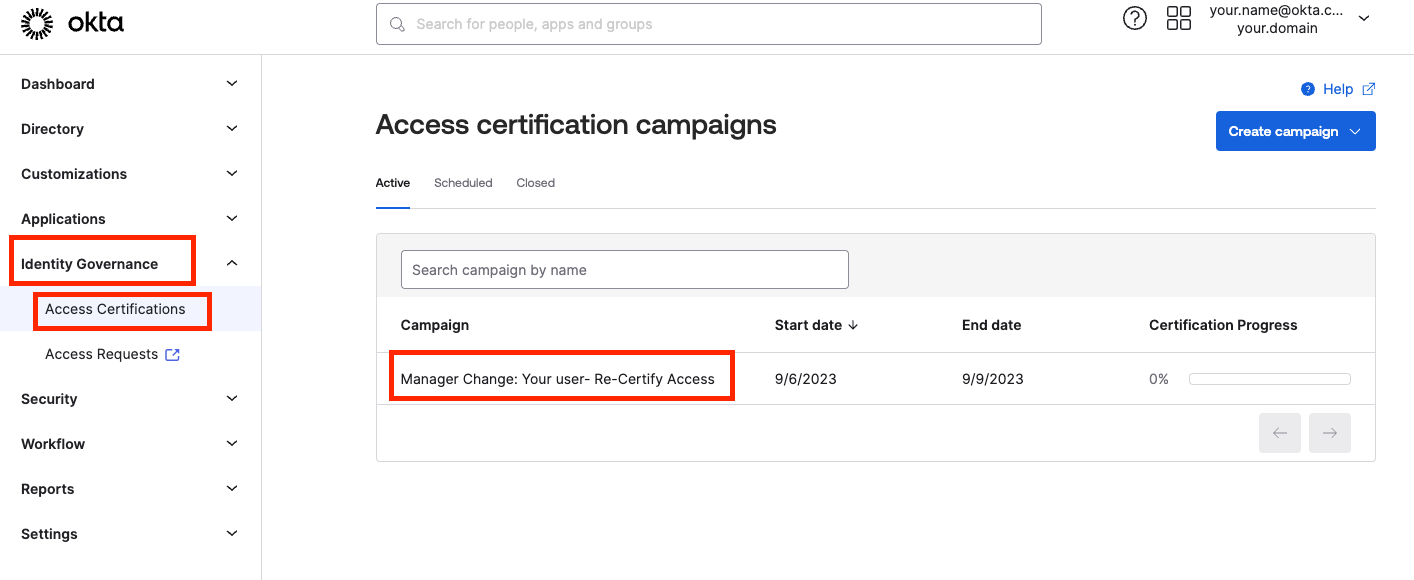 okta
Search for people, apps and groups
your.name@okta.c...
your.domain
Dashboard
Directory
Customizations
Applications
Identity Governance
Access Certifications
Access Requests
Security
Workflow
Reports
Settings
Help
Access certification campaigns
Create campaign
Active Scheduled Closed
Search campaign by name
Campaign Start date End date Certification Progress
Manager Change: Your user- Re-Certify Access 9/6/2023 9/9/2023 0%